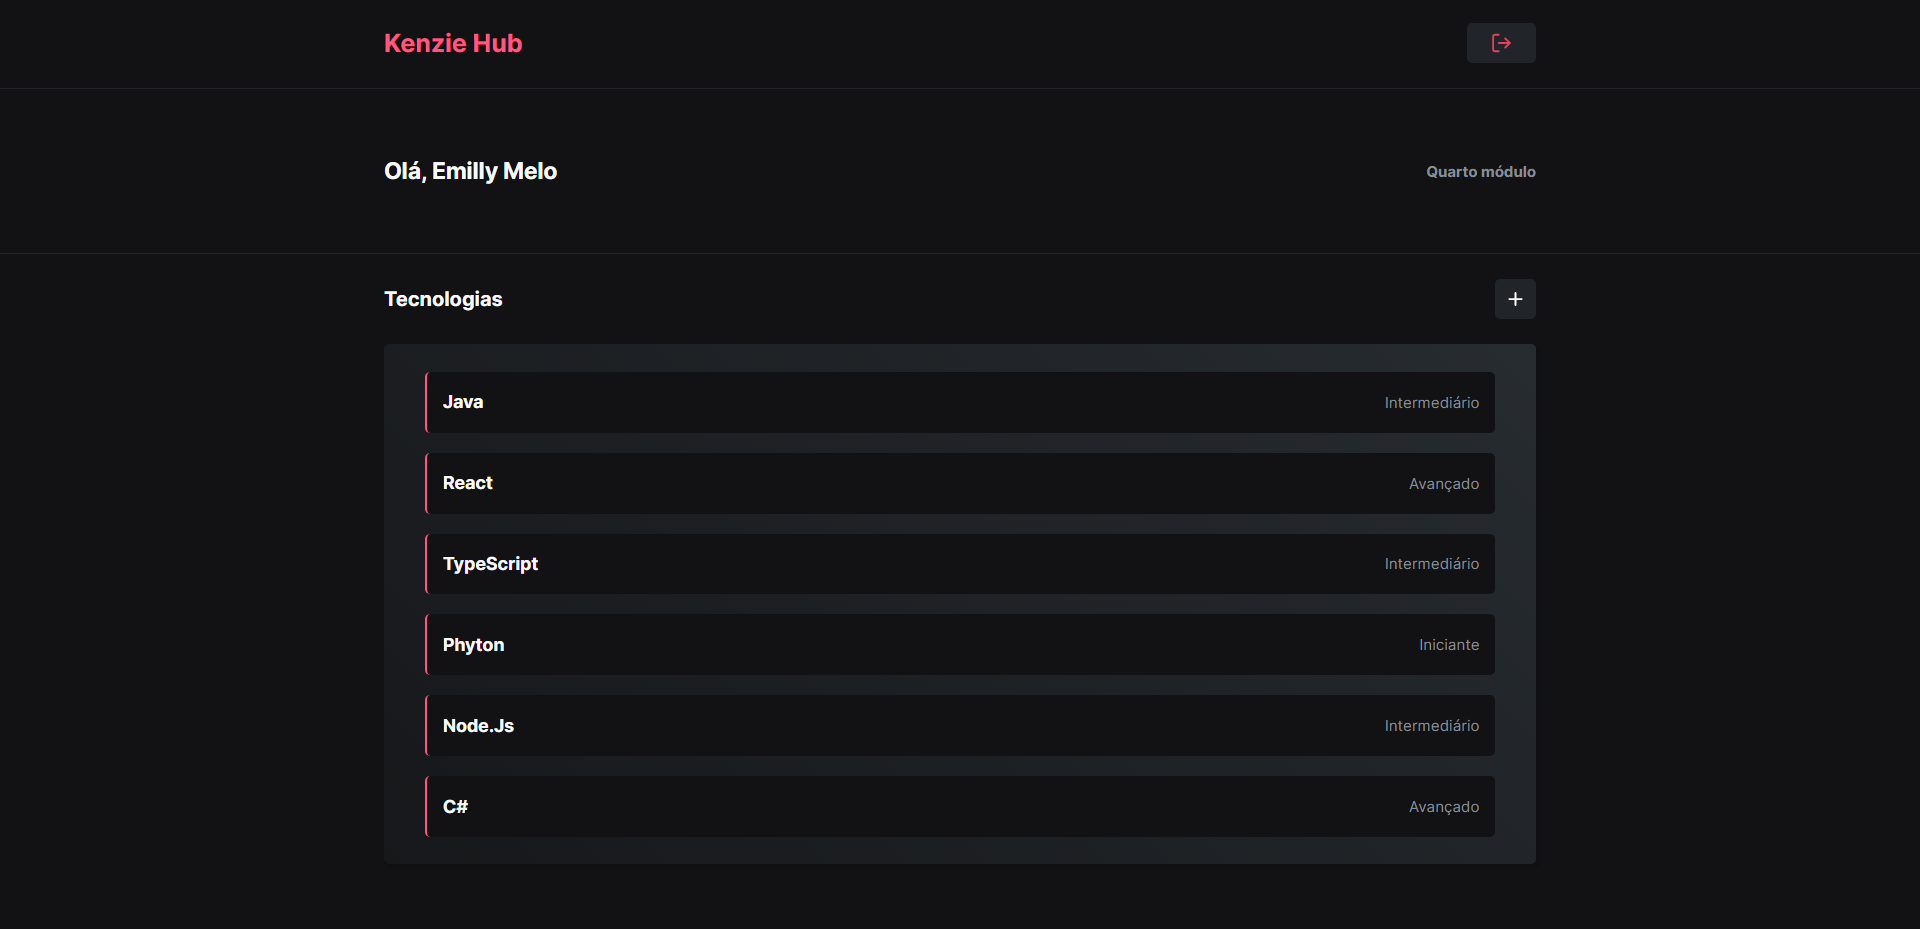 Kenzie Hub
Olá, Emilly Melo
Quarto módulo
Tecnologias
Java
Intermediário
React
Avançado
TypeScript
Intermediário
Phyton
Iniciante
Node.Js
Intermediário
C#
Avançado